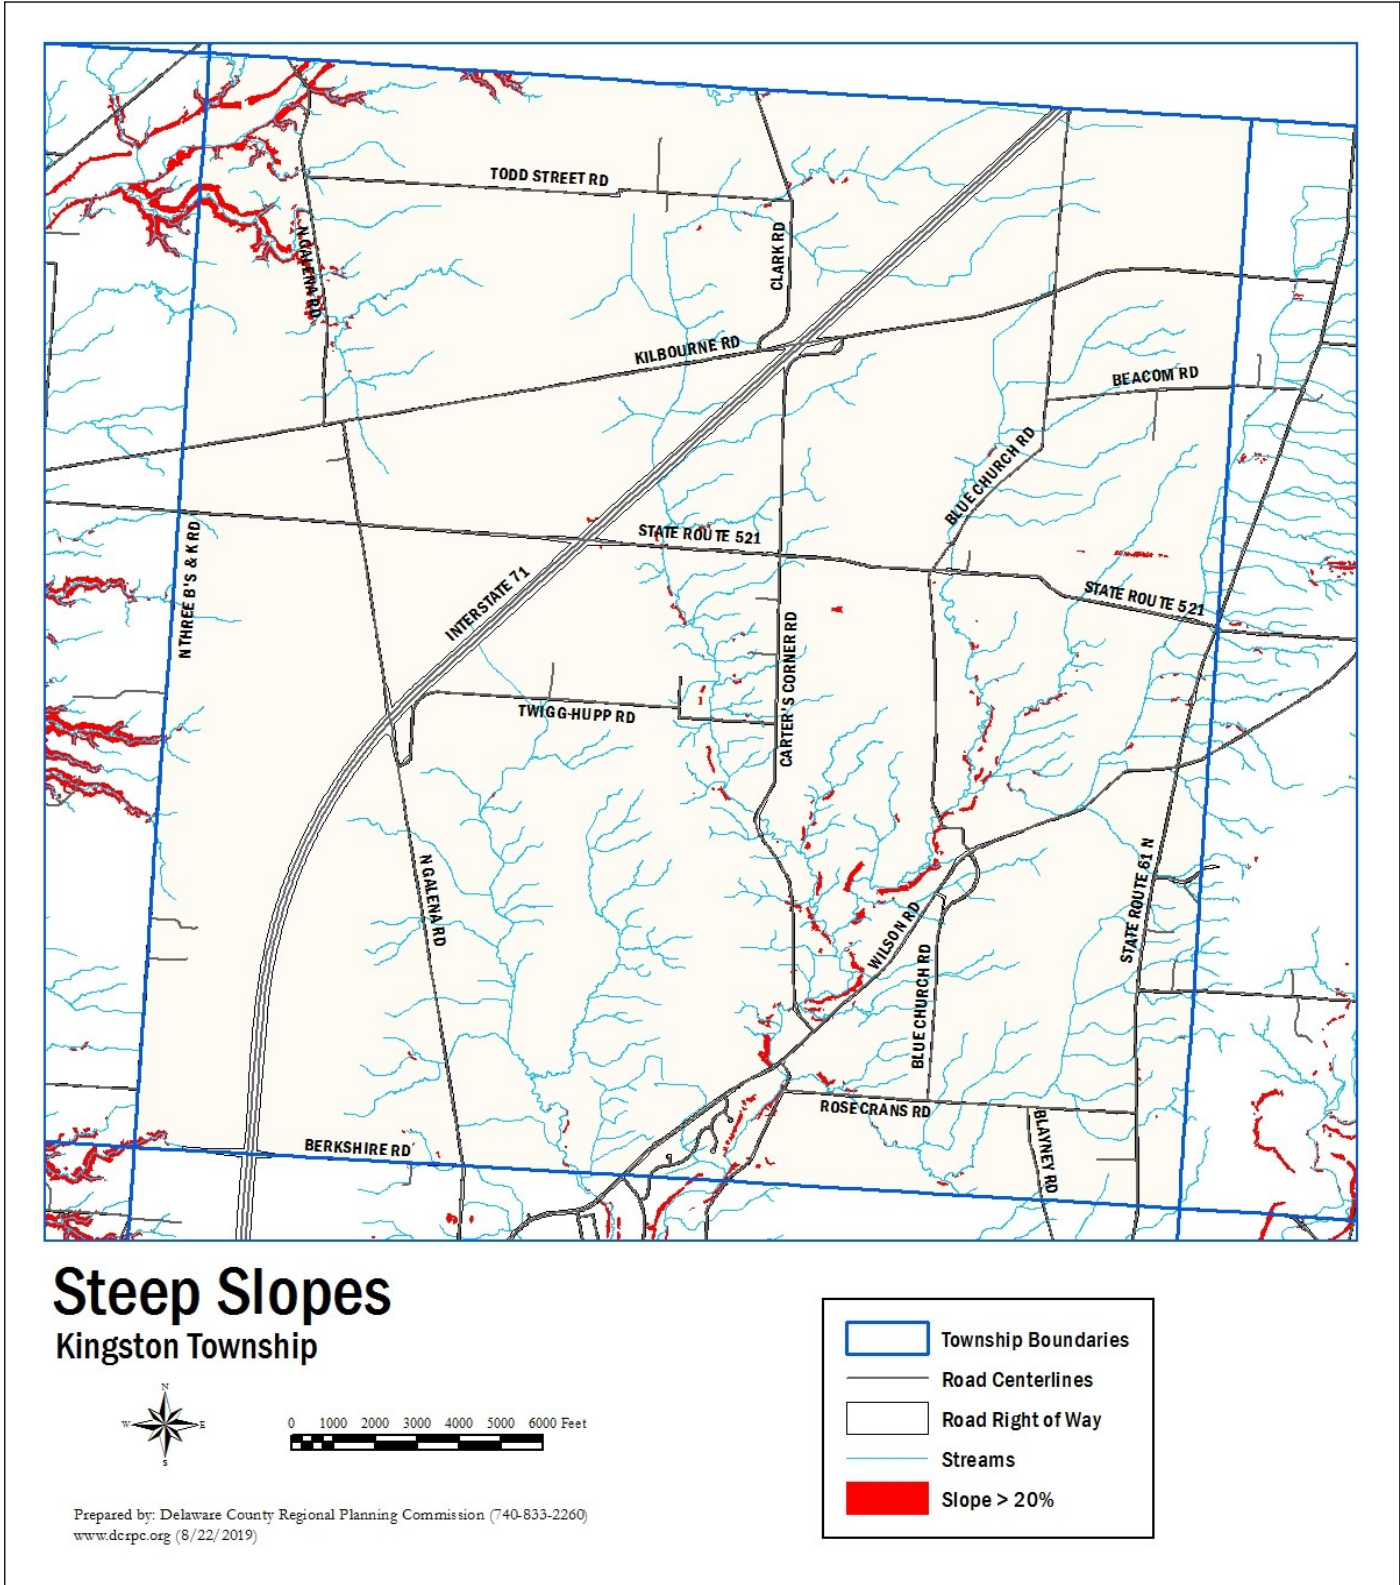 TODD STREET RD
N GALENA RD
CLARK RD
KILBOURNE RD
BEACOM RD
BLUE CHURCH RD
STATE ROUTE 521
N THREE B'S & K RD
INTERSTATE 71
STATE ROUTE 521
CARTER'S CORNER RD
TWIGG-HUPP RD
N GALENA RD
STATE ROUTE 61 N
WILSON RD
BLUE CHURCH RD
ROSECRANS RD
BLAYNEY RD
BERKSHIRE RD
Steep Slopes
Kingston Township
N
W E
S
0 1000 2000 3000 4000 5000 6000 Feet
Township Boundaries
Road Centerlines
Road Right of Way
Streams
Slope > 20%
Prepared by: Delaware County Regional Planning Commission (740-833-2260)
www.dcrpc.org (8/22/2019)